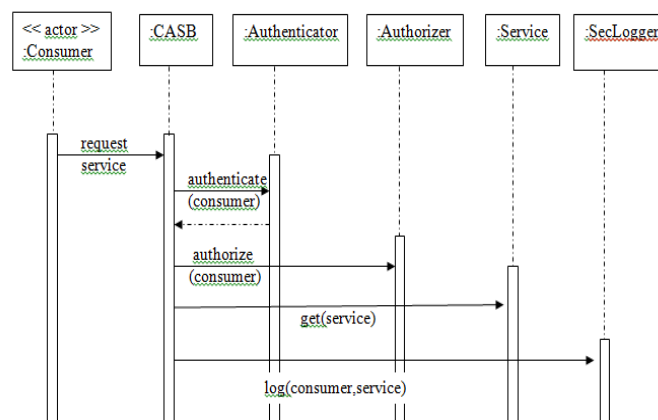 << actor >>
:Consumer
:CASB
:Authenticator
:Authorizer
:Service
:SecLogger
request
service
authenticate
(consumer)
authorize
(consumer)
get(service)
log(consumer,service)